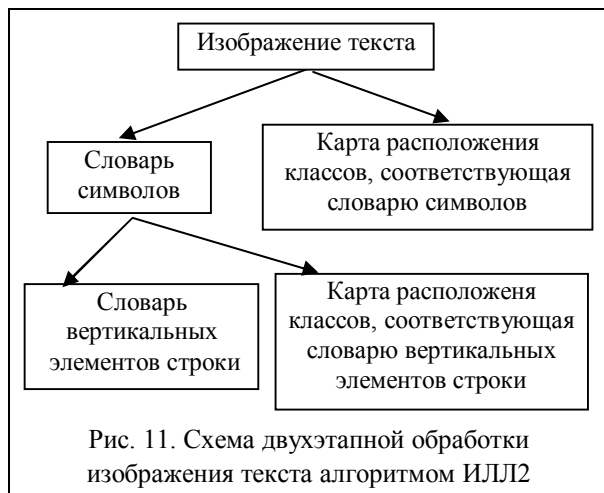 Изображение текста
Словарь
символов
Карта расположения
классов, соответствующая
словарю символов
Словарь
вертикальных
элементов строки
Карта расположеня
классов, соответствующая
словарю вертикальных
элементов строки
Рис. 11. Схема двухэтапной обработки
изображения текста алгоритмом ИЛЛ2